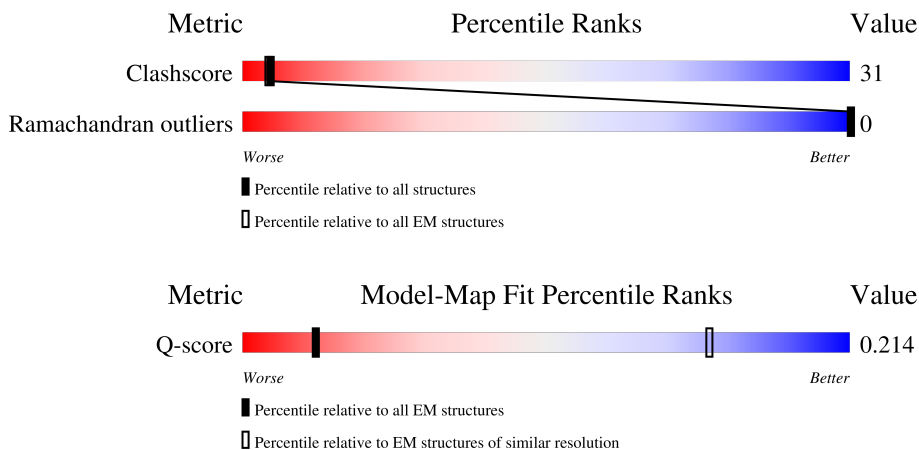 Metric Percentile Ranks Value
Clashscore 31
Ramachandran outliers 0
Worse Better
Percentile relative to all structures
Percentile relative to all EM structures
Metric Model-Map Fit Percentile Ranks Value
Q-score 0.214
Worse Better
Percentile relative to all EM structures
Percentile relative to EM structures of similar resolution